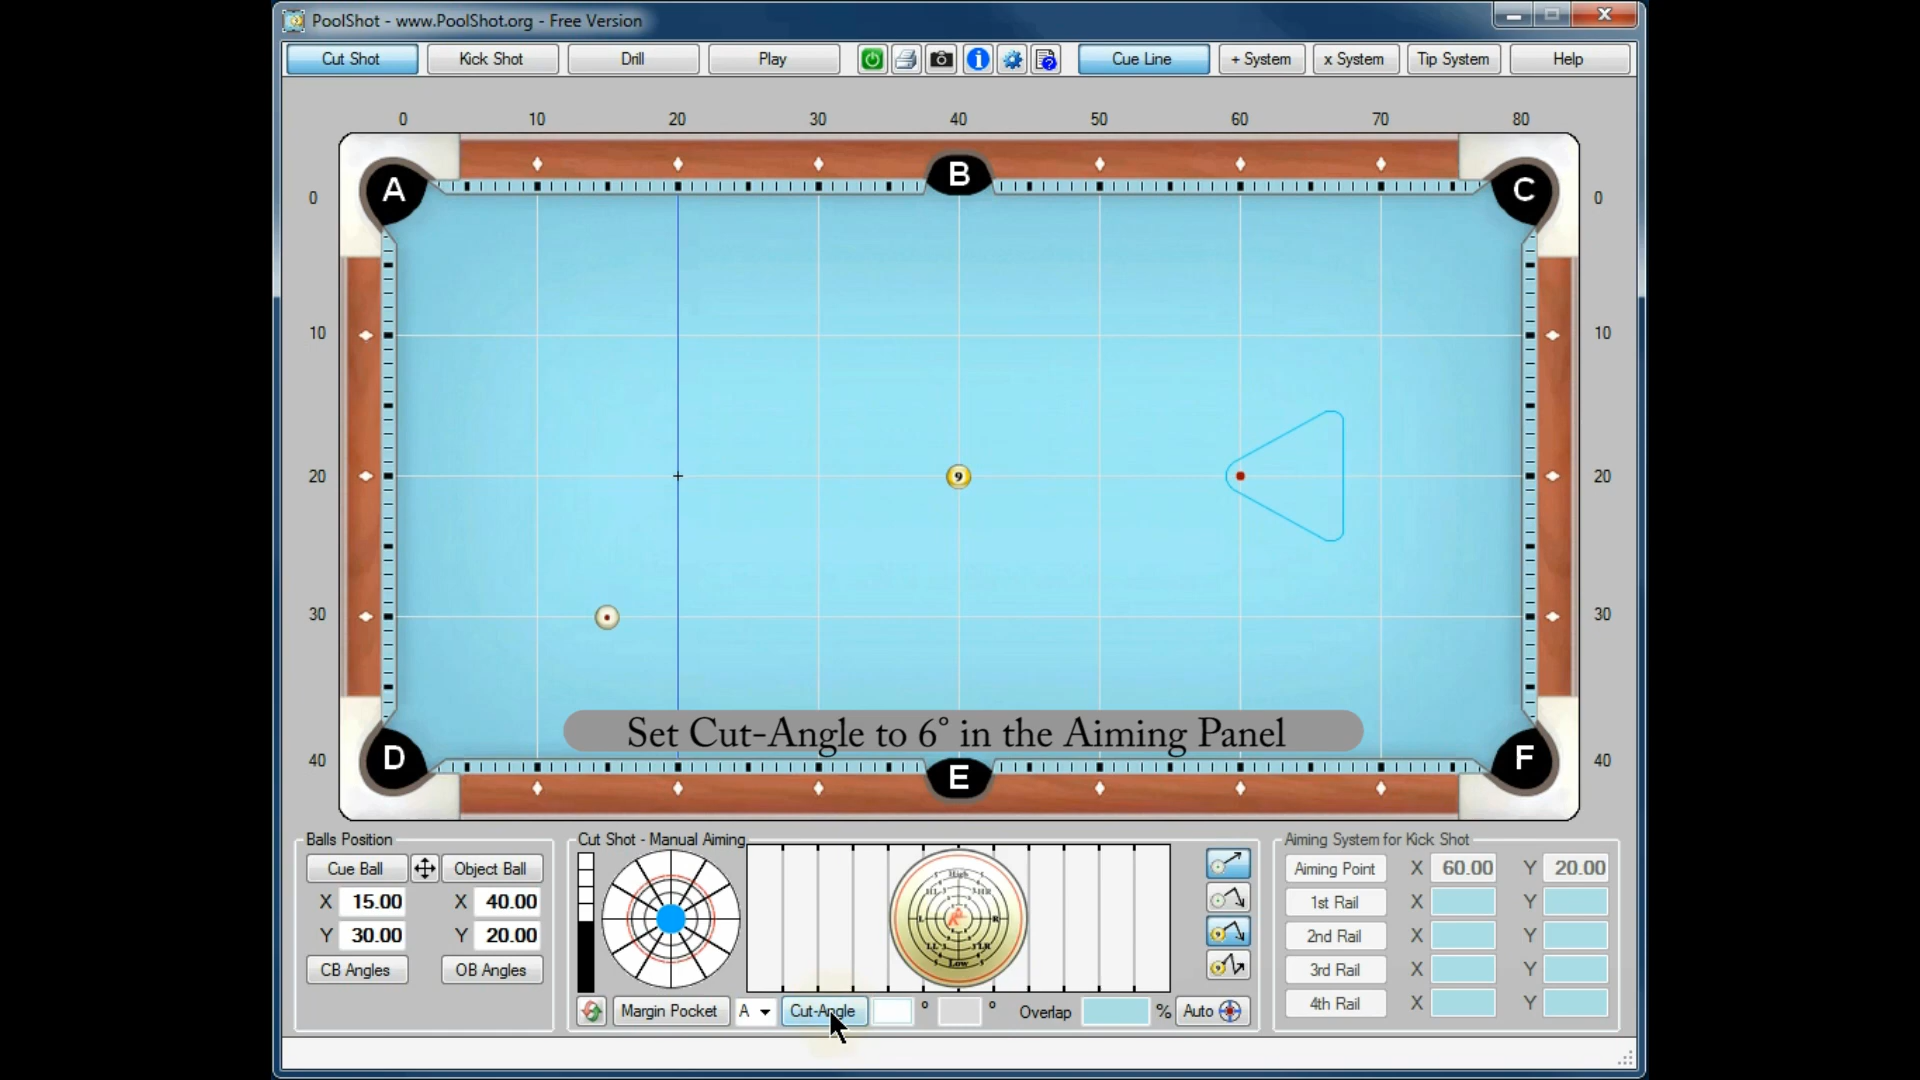 PoolShot - www.PoolShot.org - Free Version
Cut Shot Kick Shot Drill Play Cue Line + System x System Tip System Help
0 10 20 30 40 50 60 70 80
A B C
0 0
10 10
20 9 20
30 30
Set Cut-Angle to 6° in the Aiming Panel
D E F
40 40
Balls Position
Cue Ball Object Ball
X 15.00 X 40.00
Y 30.00 Y 20.00
CB Angles OB Angles
Cut Shot - Manual Aiming
High
L R
LL LR
Low
Margin Pocket A Cut-Angle ° ° Overlap % Auto
Aiming System for Kick Shot
Aiming Point X 60.00 Y 20.00
1st Rail X Y
2nd Rail X Y
3rd Rail X Y
4th Rail X Y